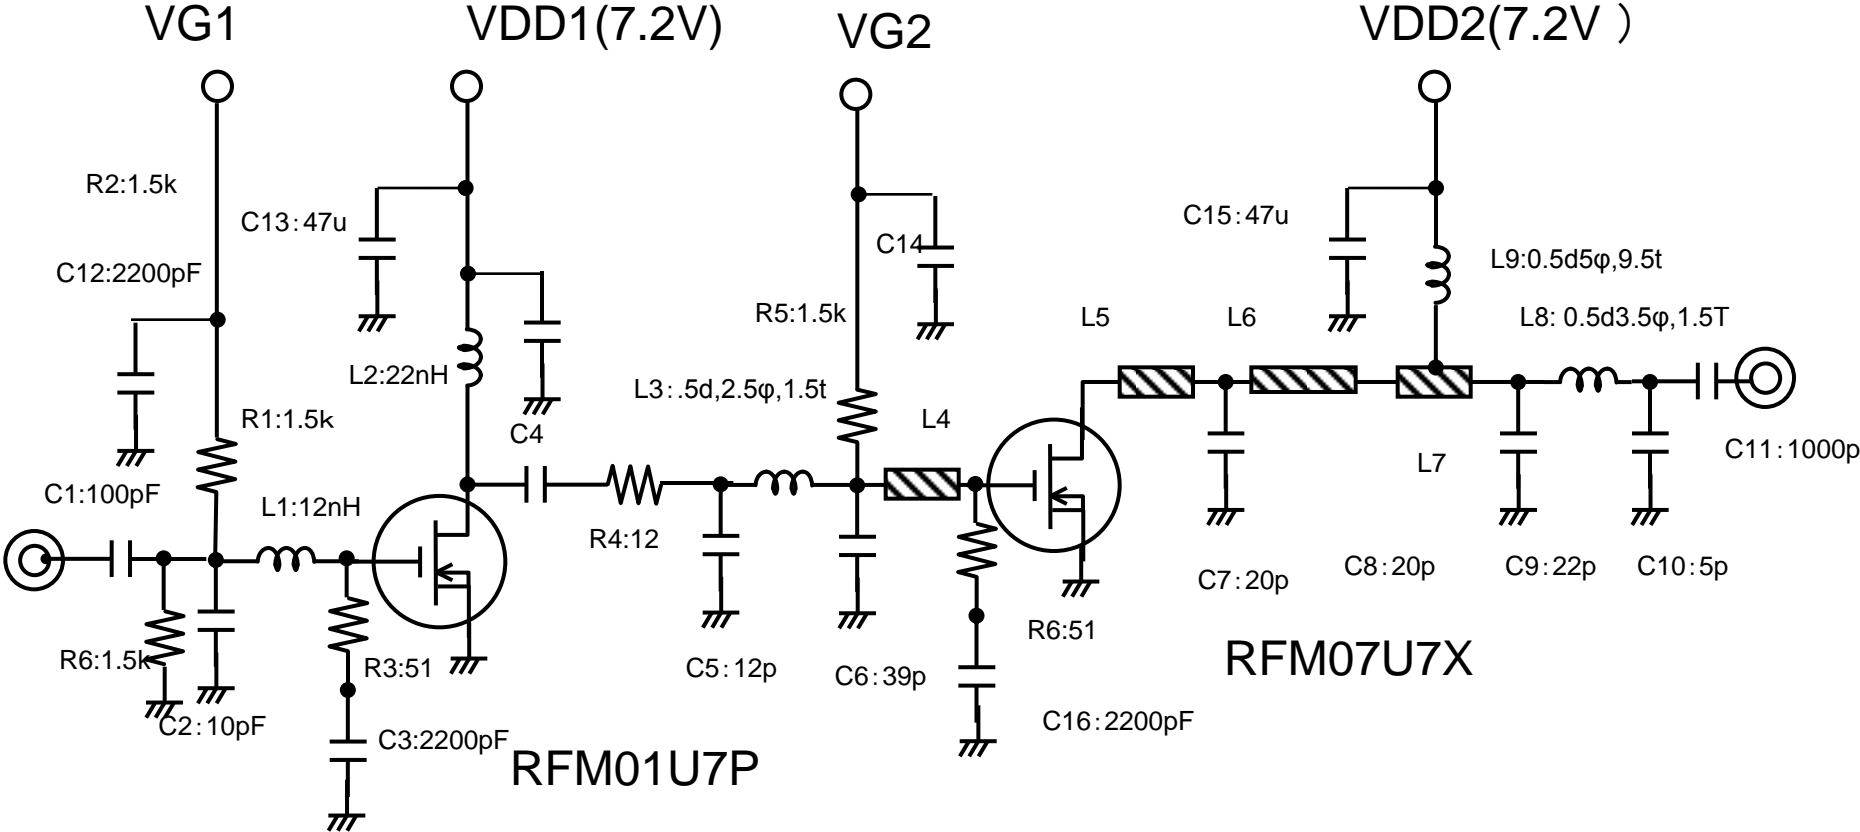 VG1
VDD1(7.2V)
VG2
VDD2(7.2V）
R2:1.5k
C13：47u
C14
C15：47u
C12:2200pF
L9:0.5d5φ,9.5t
R5:1.5k
L5
L6
L8: 0.5d3.5φ,1.5T
L2:22nH
L3:.5d,2.5φ,1.5t
R1:1.5k
L4
C4
C11:1000p
L7
C1:100pF
L1:12nH
R4:12
C7:20p
C8:20p
C9:22p
C10:5p
R6:1.5k
R3:51
C5:12p
C6:39p
R6:51
RFM07U7X
C2:10pF
C16:2200pF
C3:2200pF
RFM01U7P